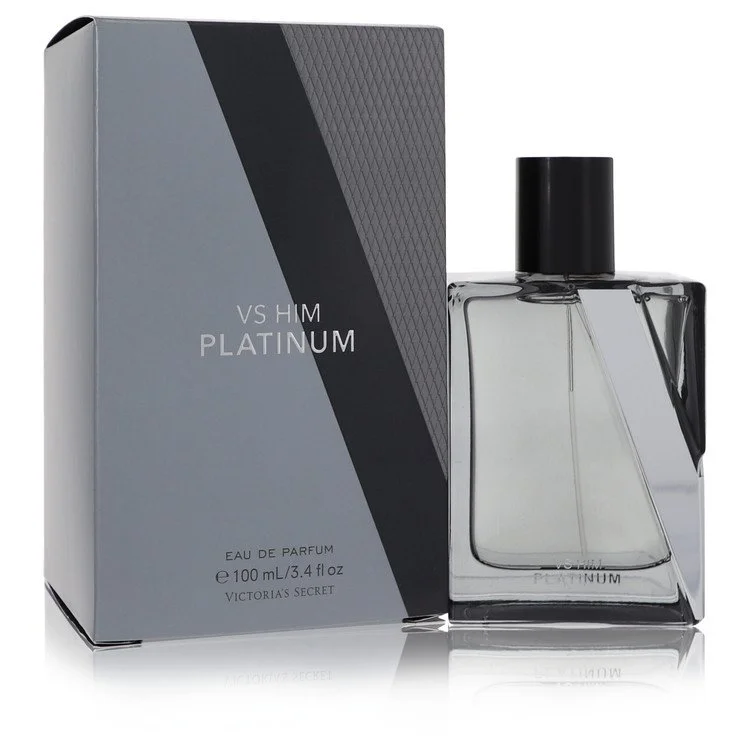 VS HIM
PLATINUM
EAU DE PARFUM
℮ 100 mL/3.4 fl oz
VICTORIA'S SECRET
VS HIM
PLATINUM